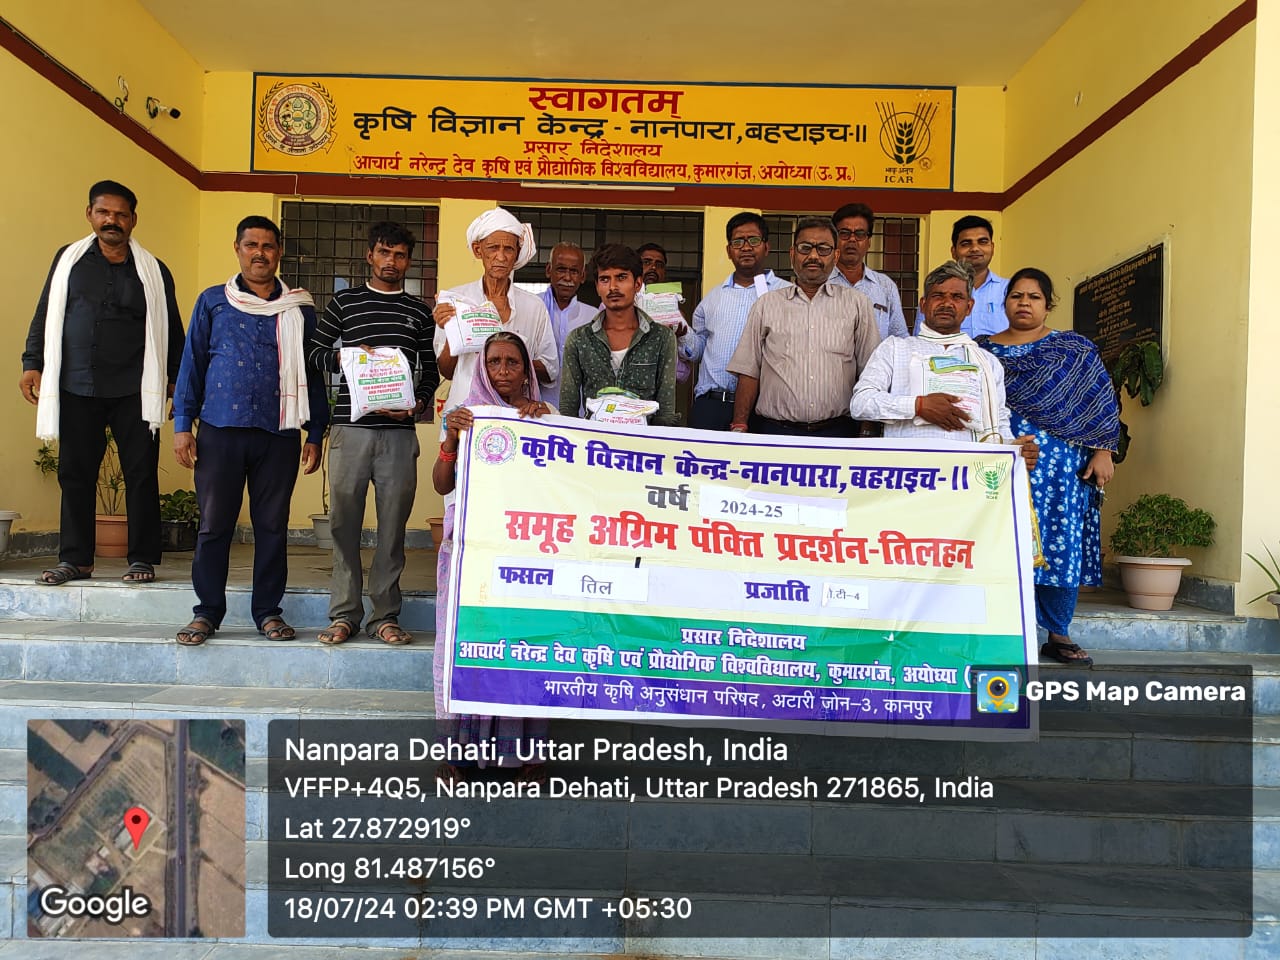 स्वागतम्
कृषि विज्ञान केन्द्र - नानपारा,बहराइच-॥
प्रसार निदेशालय
आचार्य नरेन्द्र देव कृषि एवं प्रौद्योगिक विश्वविद्यालय,कुमारगंज,अयोध्या(उ.प्र.)
भाकृअनुप
ICAR
कृषि विज्ञान केन्द्र-नानपारा,बहराइच-॥
ICAR
वर्ष 2024-25
समूह अग्रिम पंक्ति प्रदर्शन-तिलहन
फसल तिल प्रजाति टी-4
प्रसार निदेशालय
आचार्य नरेन्द्र देव कृषि एवं प्रौद्योगिक विश्वविद्यालय, कुमारगंज, अयोध्या
भारतीय कृषि अनुसंधान परिषद, अटारी ज़ोन-3, कानपुर
GPS Map Camera
Nanpara Dehati, Uttar Pradesh, India
VFFP+4Q5, Nanpara Dehati, Uttar Pradesh 271865, India
Lat 27.872919°
Long 81.487156°
18/07/24 02:39 PM GMT +05:30
Google